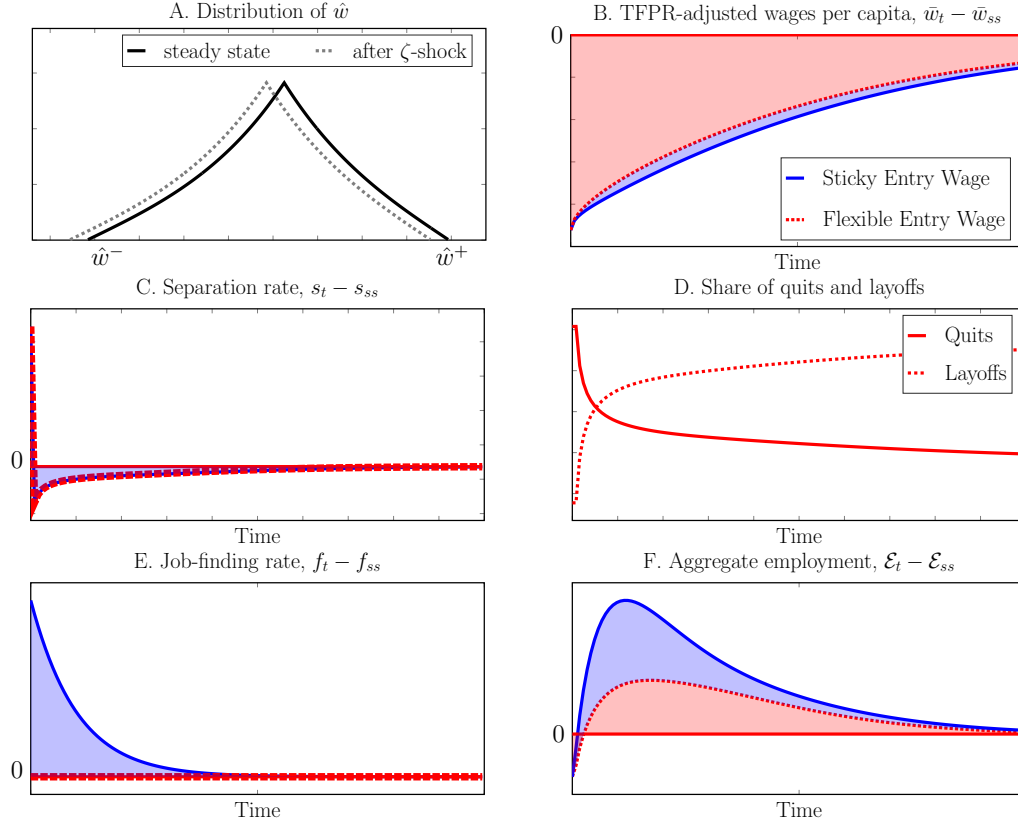 A. Distribution of ŵ
steady state
after ζ-shock
ŵ⁻
ŵ⁺
B. TFPR-adjusted wages per capita, w̄ₜ − w̄ₛₛ
0
Sticky Entry Wage
Flexible Entry Wage
Time
C. Separation rate, sₜ − sₛₛ
0
Time
D. Share of quits and layoffs
Quits
Layoffs
Time
E. Job-finding rate, fₜ − fₛₛ
0
Time
F. Aggregate employment, ℰₜ − ℰₛₛ
0
Time